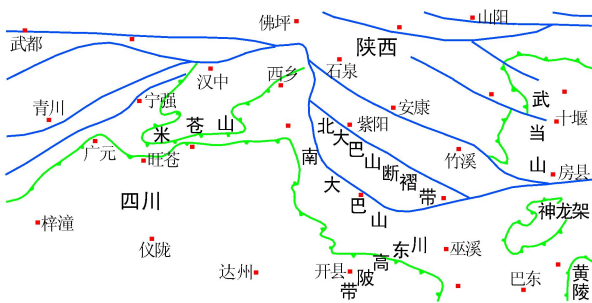 佛坪
山阳
武都
陕西
汉中
西乡
石泉
青川
宁强
米苍山
安康
紫阳
武当山
十堰
广元
旺苍
北大巴山断褶带
南大巴山
竹溪
房县
四川
神龙架
梓潼
仪陇
达州
开县
川东高陂带
巫溪
巴东
黄陵